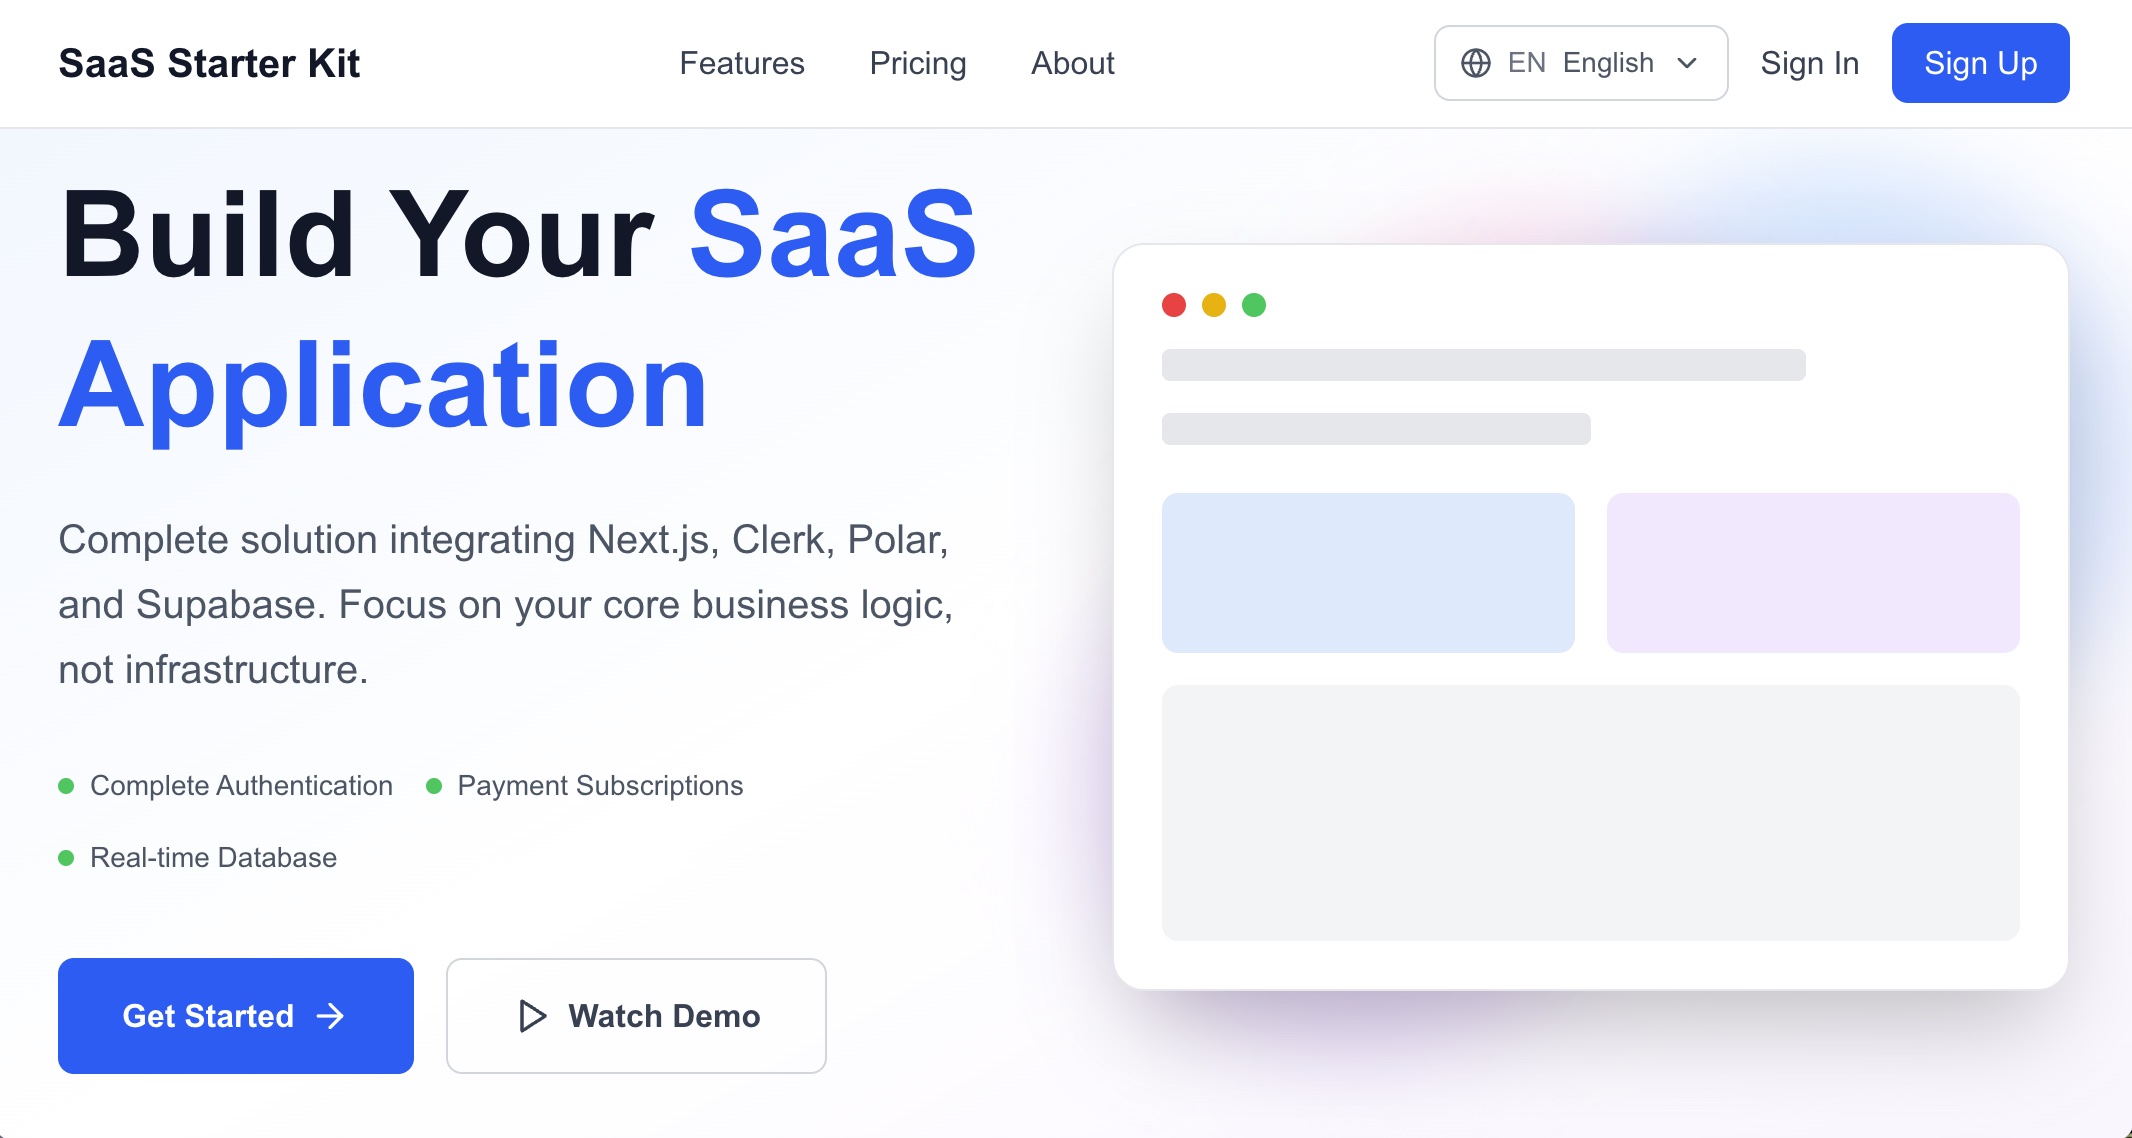 SaaS Starter Kit
Features
Pricing
About
EN English
Sign In
Sign Up
Build Your SaaS
Application
Complete solution integrating Next.js, Clerk, Polar,
and Supabase. Focus on your core business logic,
not infrastructure.
Complete Authentication
Payment Subscriptions
Real-time Database
Get Started
Watch Demo